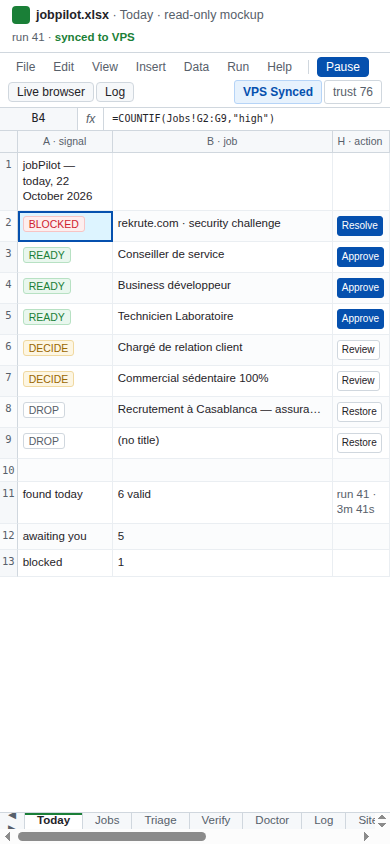 jobpilot.xlsx · Today · read-only mockup
run 41 · synced to VPS
File Edit View Insert Data Run Help Pause
Live browser Log VPS Synced trust 76
B4 fx =COUNTIF(Jobs!G2:G9,"high")
A · signal B · job H · action
1 jobPilot —
today, 22
October 2026
2 BLOCKED rekrute.com · security challenge Resolve
3 READY Conseiller de service Approve
4 READY Business développeur Approve
5 READY Technicien Laboratoire Approve
6 DECIDE Chargé de relation client Review
7 DECIDE Commercial sédentaire 100% Review
8 DROP Recrutement à Casablanca — assura… Restore
9 DROP (no title) Restore
10
11 found today 6 valid run 41 ·
3m 41s
12 awaiting you 5
13 blocked 1
Today Jobs Triage Verify Doctor Log Site